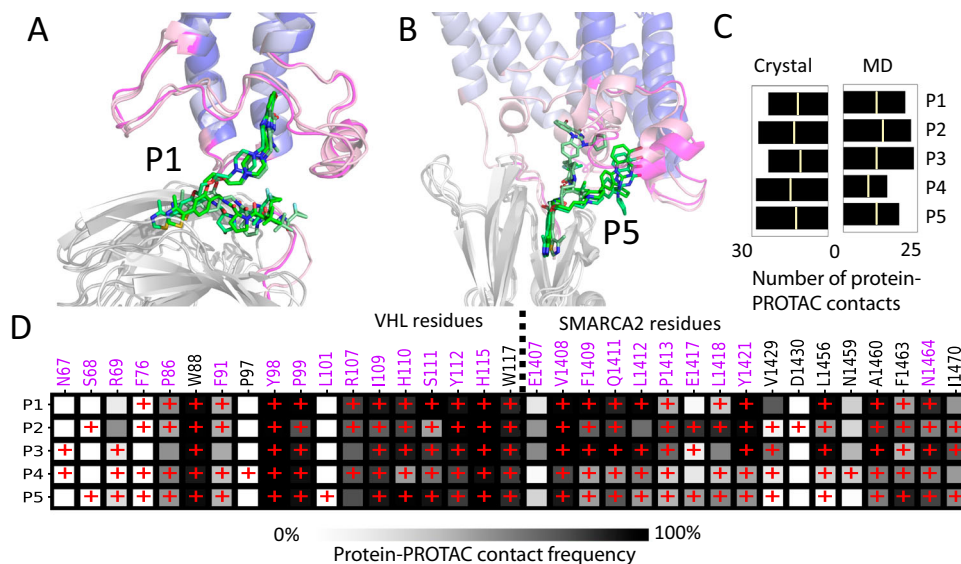 A
B
C
P1
P5
Crystal
MD
P1
P2
P3
P4
P5
30
0
25
Number of protein-
PROTAC contacts
D
VHL residues
SMARCA2 residues
N67 S68 R69 F76 P86 W88 F91 P97 Y98 P99 L101 R107 I109 H110 S111 Y112 H115 W117 E1407 V1408 F1409 Q1411 L1412 P1413 E1417 L1418 Y1421 V1429 D1430 L1456 N1459 A1460 F1463 N1464 I1470
P1
P2
P3
P4
P5
0%
100%
Protein-PROTAC contact frequency